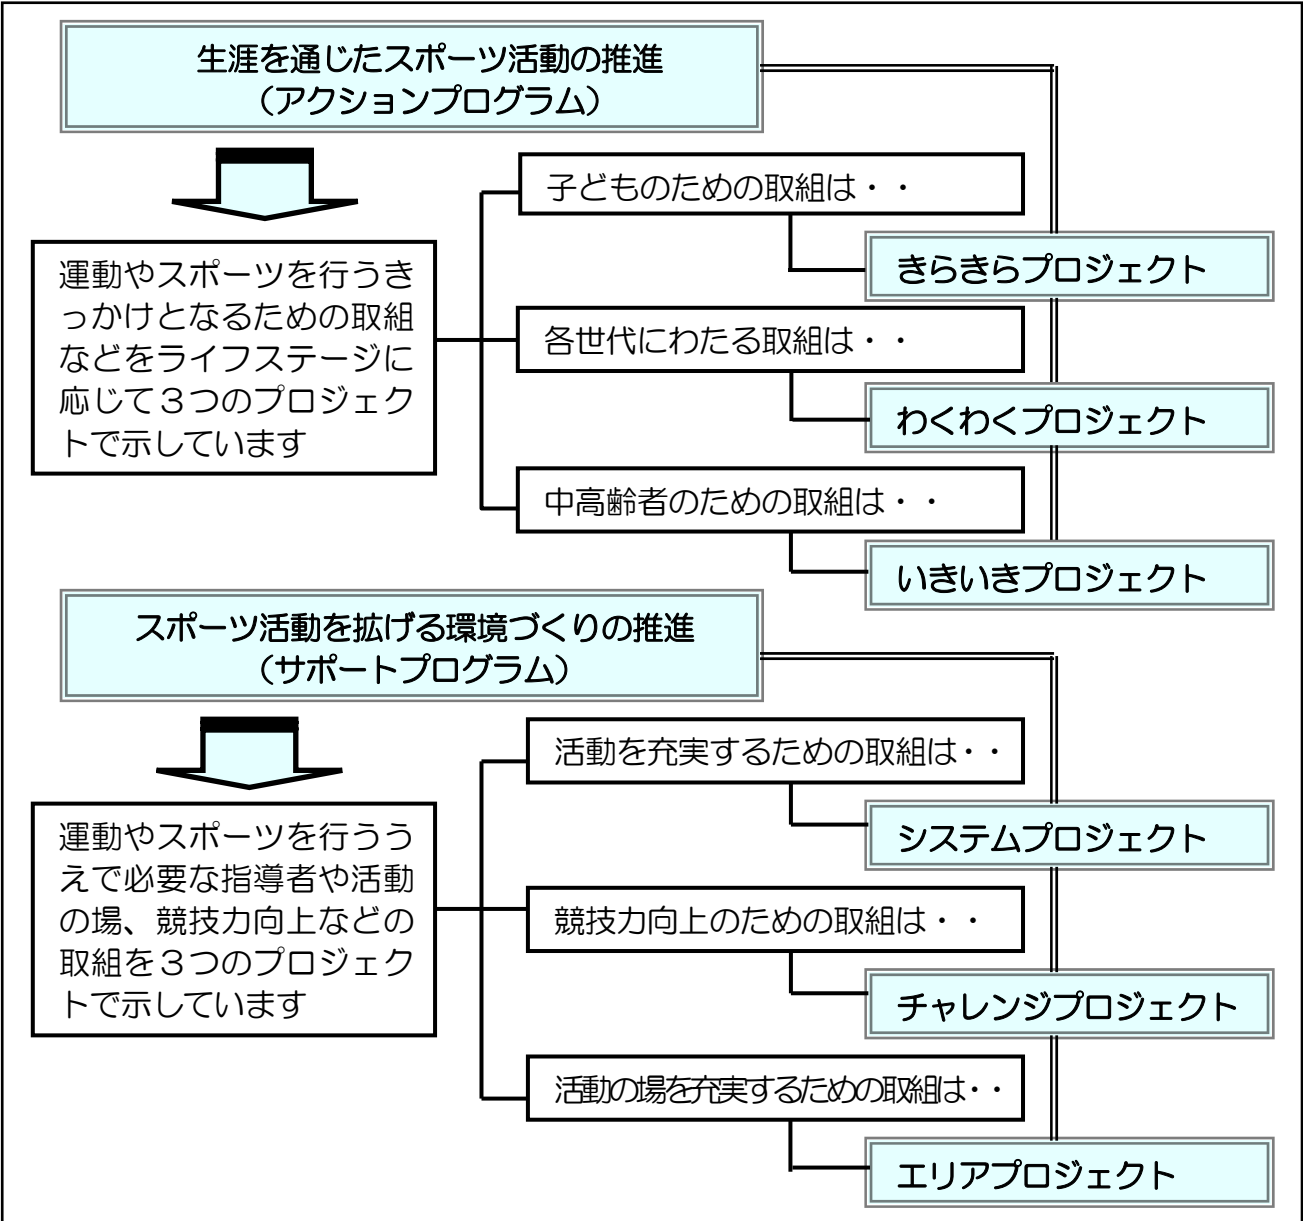 生涯を通じたスポーツ活動の推進
（アクションプログラム）
運動やスポーツを行うき
っかけとなるための取組
などをライフステージに
応じて３つのプロジェク
トで示しています
子どものための取組は・・
きらきらプロジェクト
各世代にわたる取組は・・
わくわくプロジェクト
中高齢者のための取組は・・
いきいきプロジェクト
スポーツ活動を拡げる環境づくりの推進
（サポートプログラム）
運動やスポーツを行ううえ
えで必要な指導者や活動
の場、競技力向上などの
取組を３つのプロジェク
トで示しています
活動を充実するための取組は・・
システムプロジェクト
競技力向上のための取組は・・
チャレンジプロジェクト
活動の場を充実するための取組は・・
エリアプロジェクト